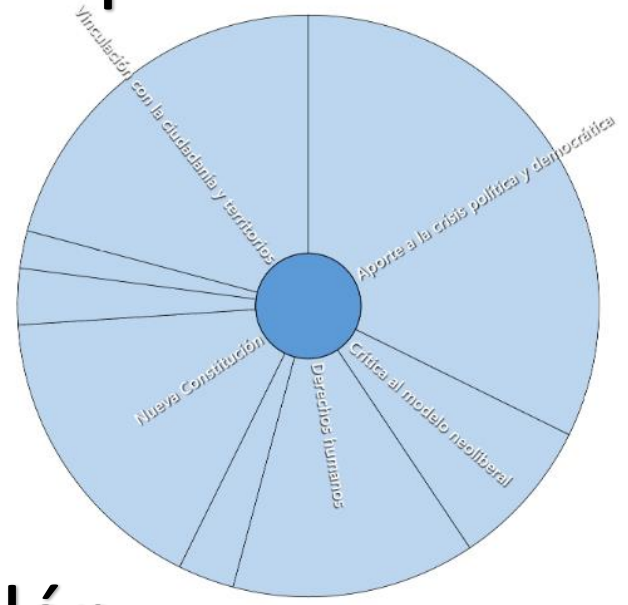 Vinculación con la ciudadanía y territorios
Aporte a la crisis política y democrática
Crítica al modelo neoliberal
Derechos humanos
Nueva Constitución